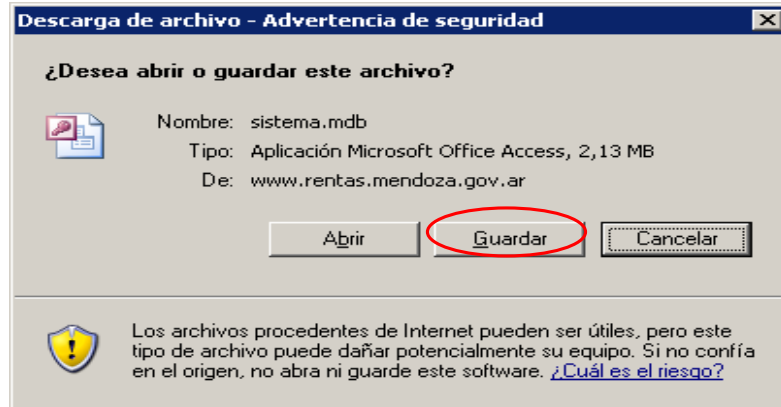 Descarga de archivo - Advertencia de seguridad
¿Desea abrir o guardar este archivo?
Nombre: sistema.mdb
Tipo: Aplicación Microsoft Office Access, 2,13 MB
De: www.rentas.mendoza.gov.ar
Abrir Guardar Cancelar
Los archivos procedentes de Internet pueden ser útiles, pero este
tipo de archivo puede dañar potencialmente su equipo. Si no confía
en el origen, no abra ni guarde este software. ¿Cuál es el riesgo?